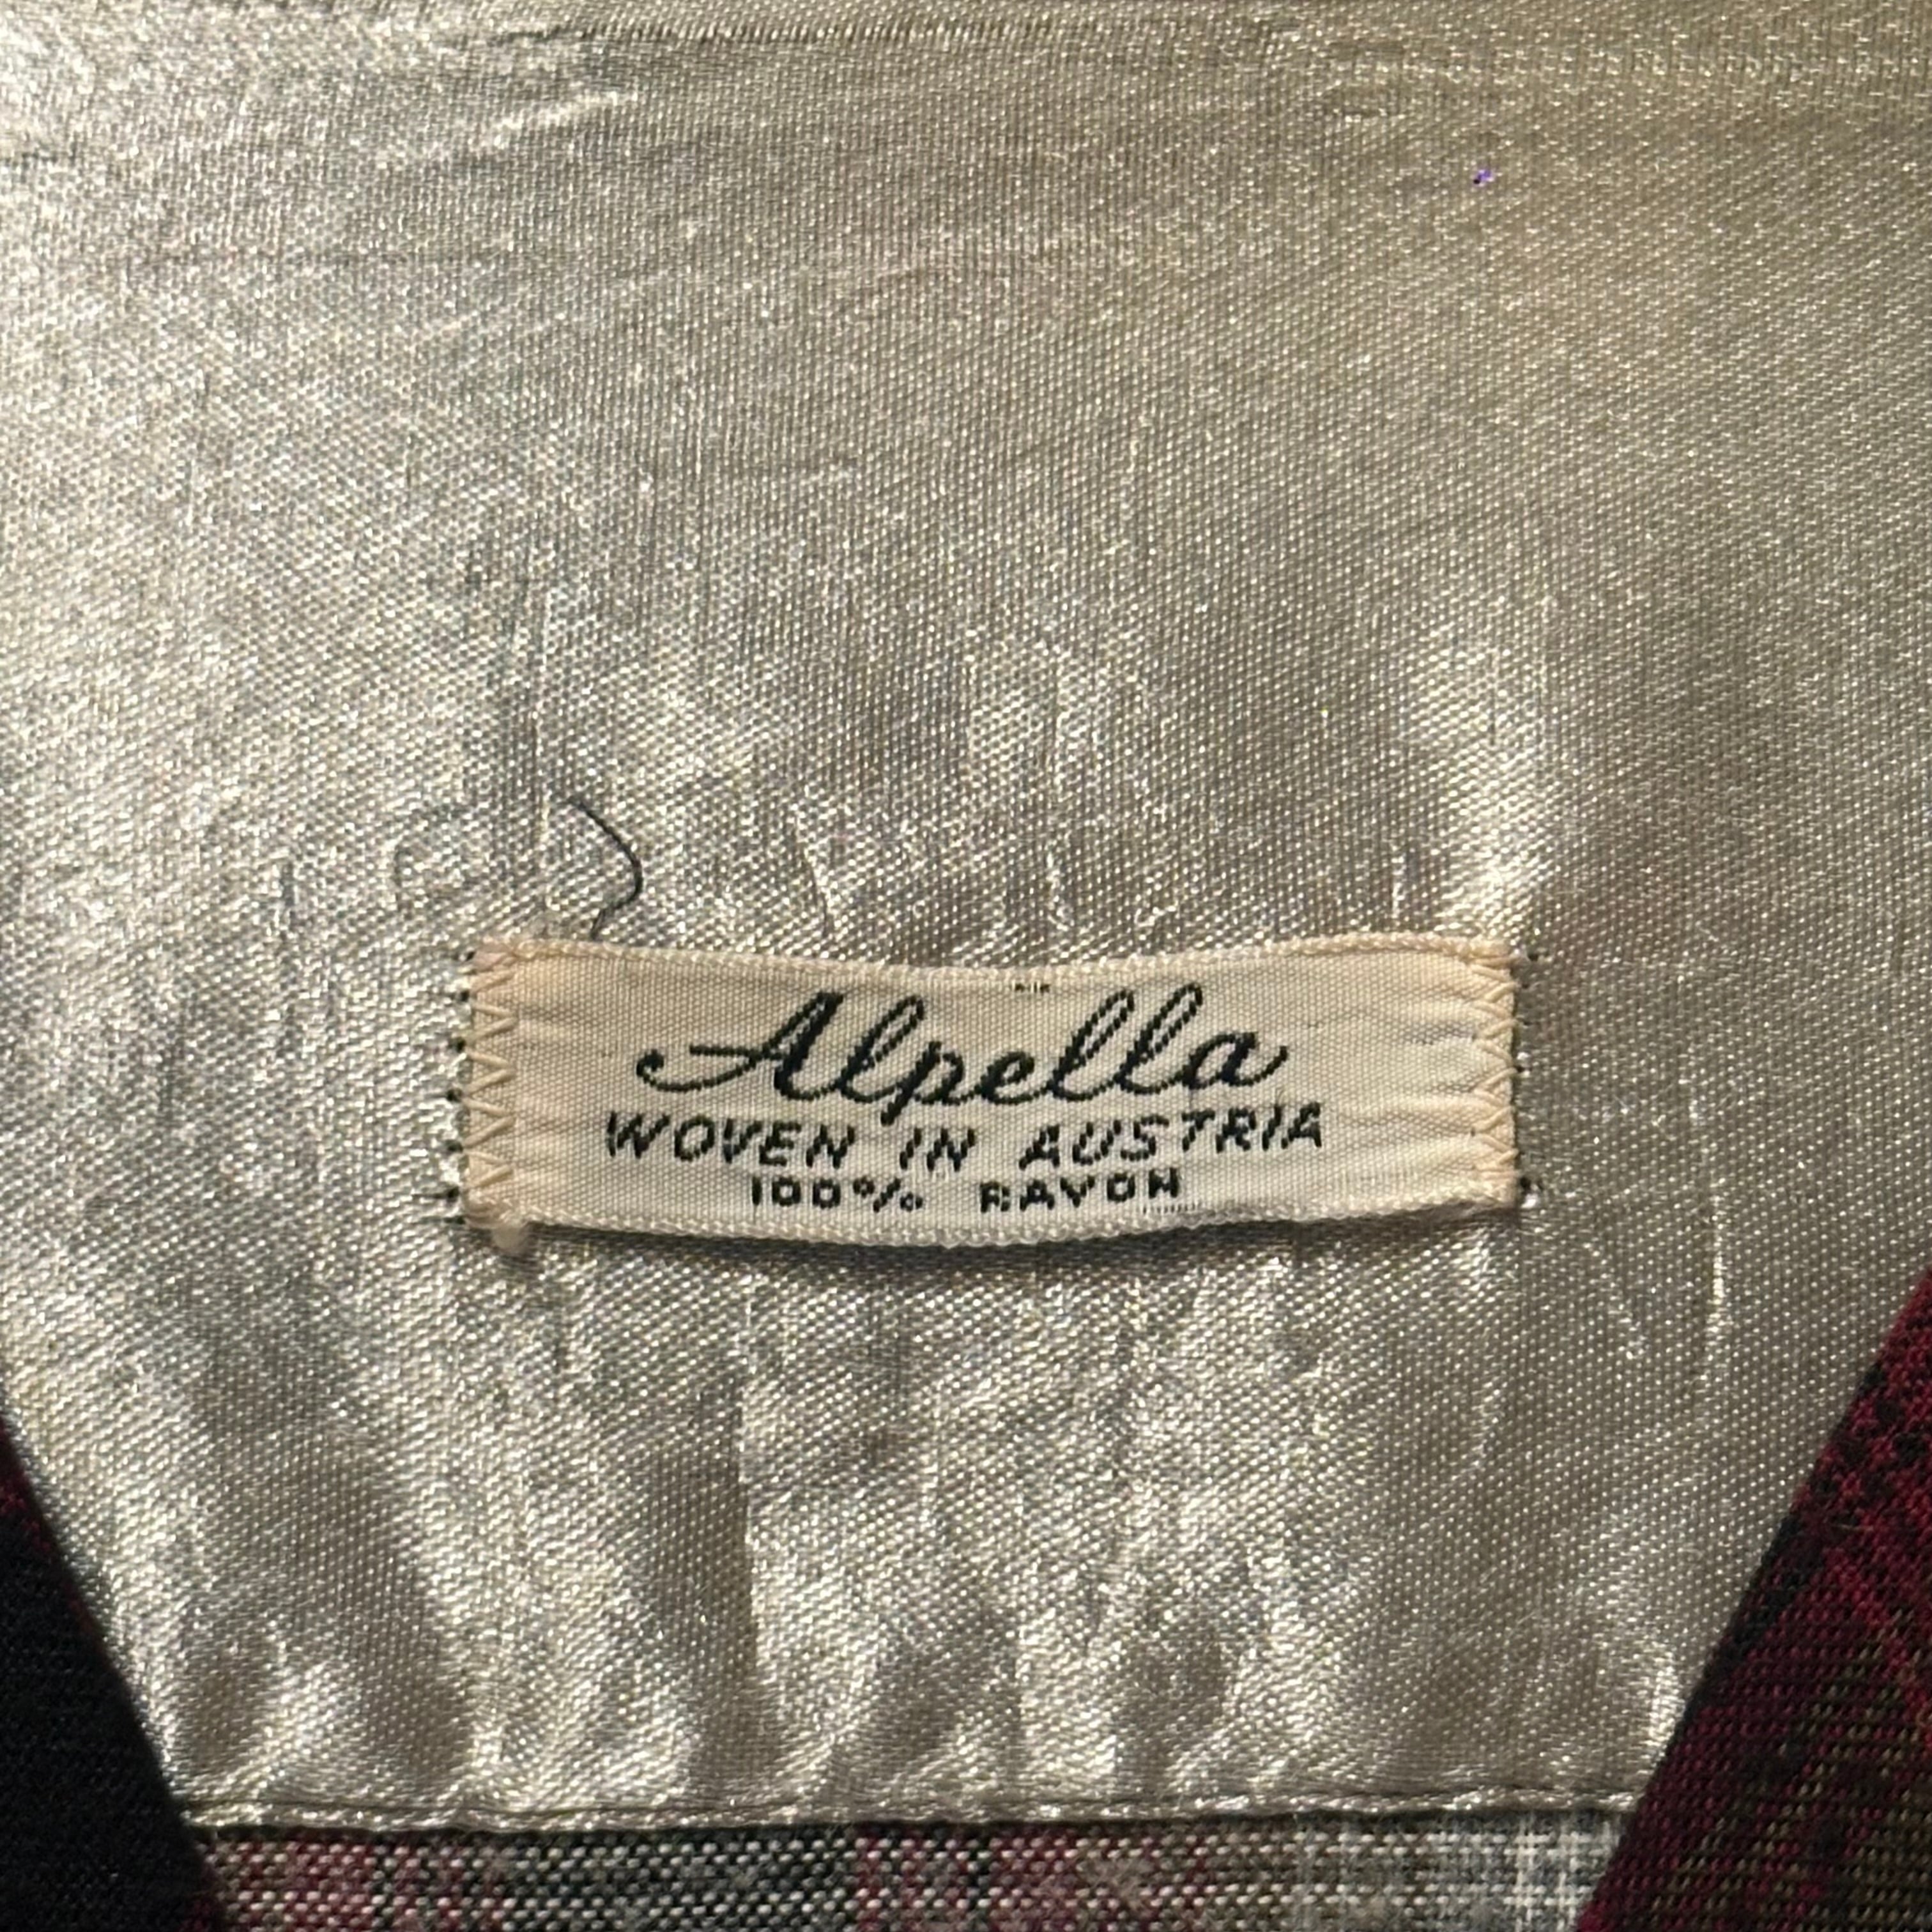 Alpella
WOVEN IN AUSTRIA
100% RAYON